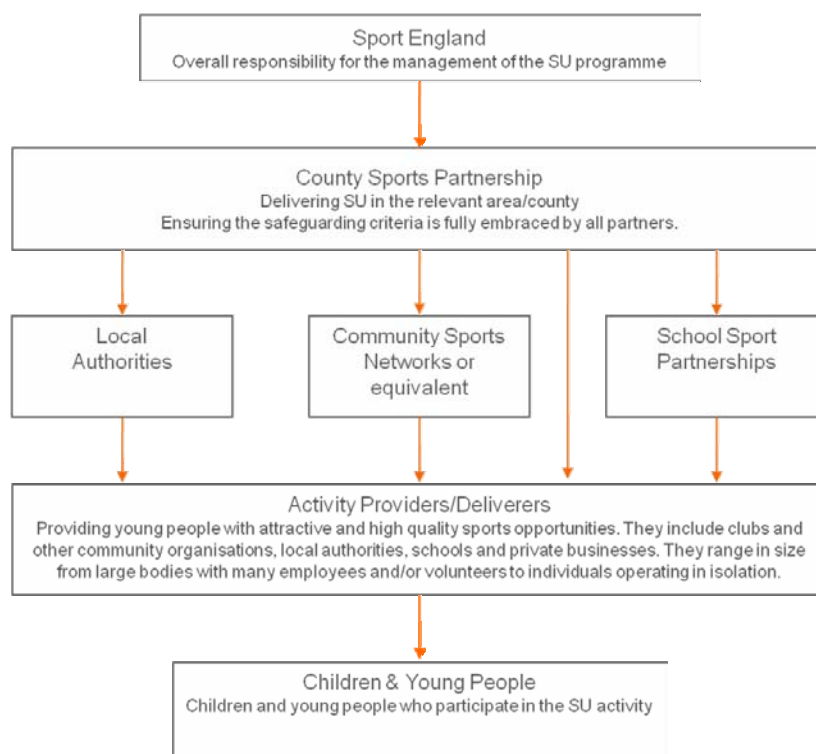 Sport England
Overall responsibility for the management of the SU programme
County Sports Partnership
Delivering SU in the relevant area/county
Ensuring the safeguarding criteria is fully embraced by all partners.
Local
Authorities
Community Sports
Networks or
equivalent
School Sport
Partnerships
Activity Providers/Deliverers
Providing young people with attractive and high quality sports opportunities. They include clubs and
other community organisations, local authorities, schools and private businesses. They range in size
from large bodies with many employees and/or volunteers to individuals operating in isolation.
Children & Young People
Children and young people who participate in the SU activity